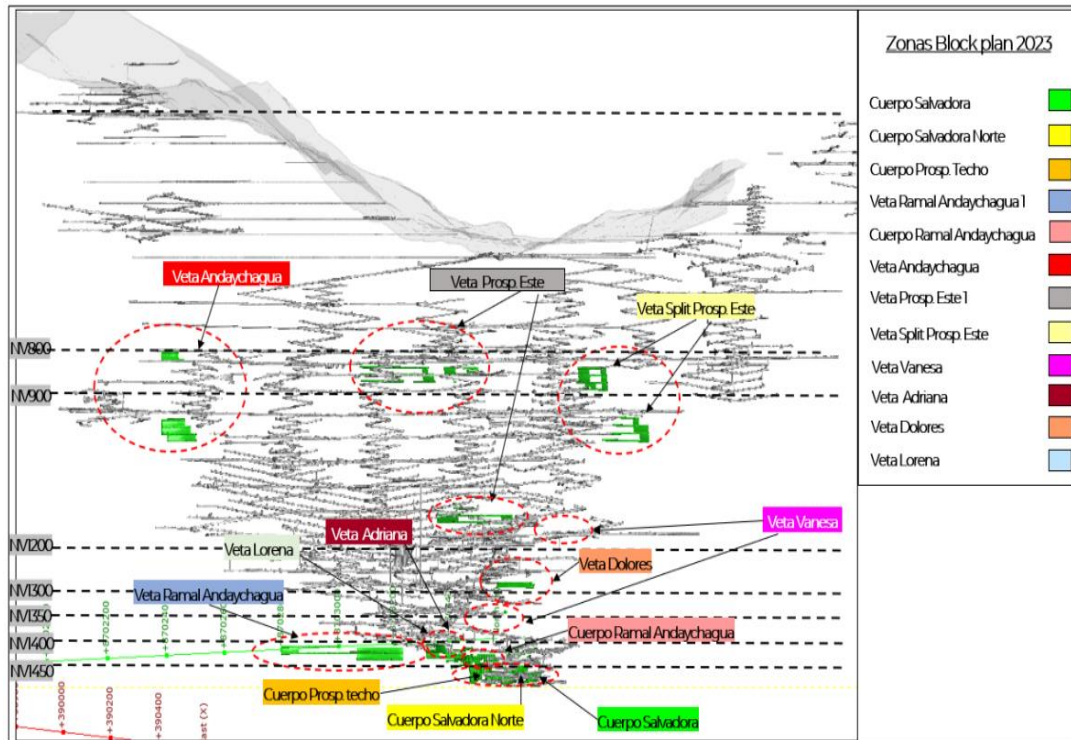 Zonas Block plan 2023
Cuerpo Salvadora
Cuerpo Salvadora Norte
Cuerpo Prosp. Techo
Veta Ramal Andaychagua 1
Cuerpo Ramal Andaychagua
Veta Andaychagua
Veta Prosp. Este 1
Veta Split Prosp. Este
Veta Vanesa
Veta Adriana
Veta Dolores
Veta Lorena
Veta Andaychagua
Veta Prosp. Este
Veta Split Prosp. Este
NV800
NV900
Veta Adriana
Veta Vanesa
Veta Lorena
NV1200
Veta Dolores
Veta Ramal Andaychagua
NV1300
NV1350
Cuerpo Ramal Andaychagua
NV1400
NV1450
Cuerpo Prosp. techo
Cuerpo Salvadora Norte
Cuerpo Salvadora
+8702200
+390000
+390200
+390400
ast (X)